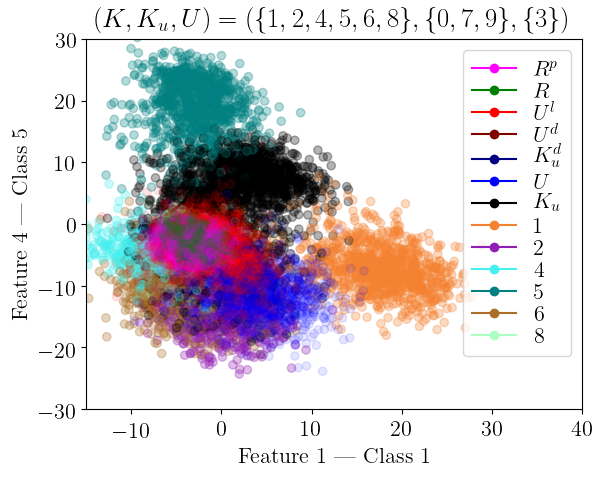 (K, K_u, U) = ({1, 2, 4, 5, 6, 8}, {0, 7, 9}, {3})
30
20
10
0
−10
−20
−30
Feature 4 — Class 5
R^p
R
U^l
U^d
K_u^d
U
K_u
1
2
4
5
6
8
−10
0
10
20
30
40
Feature 1 — Class 1